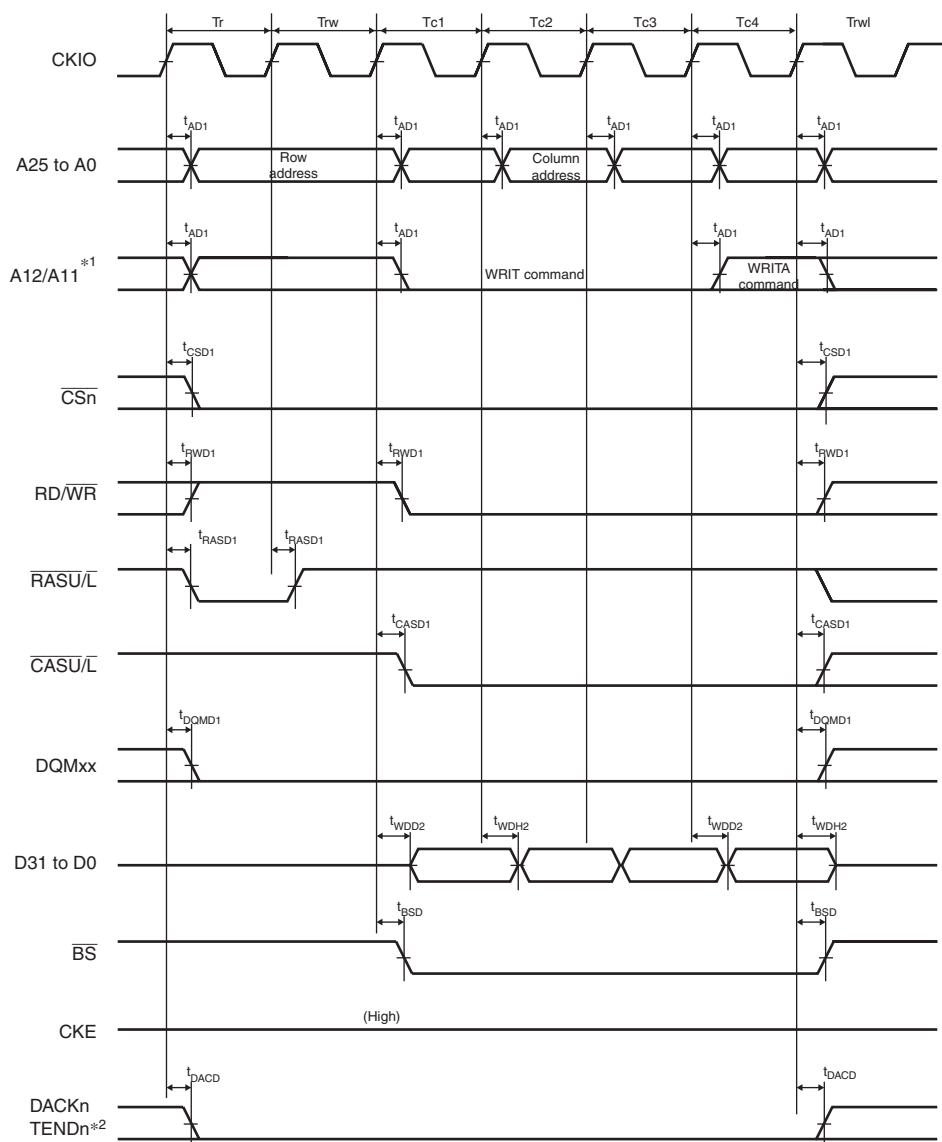 Tr Trw Tc1 Tc2 Tc3 Tc4 Trwl
CKIO
tAD1 tAD1 tAD1 tAD1 tAD1 tAD1
A25 to A0
Row
address
Column
address
tAD1 tAD1 tAD1 tAD1
A12/A11*1
WRIT command
WRITA
command
tCSD1 tCSD1
CSn
tRWD1 tRWD1 tRWD1
RD/WR
tRASD1 tRASD1
RASU/L
tCASD1 tCASD1
CASU/L
tDQMD1 tDQMD1
DQMxx
tWDD2 tWDH2 tWDD2 tWDH2
D31 to D0
tBSD tBSD
BS
(High)
CKE
tDACD tDACD
DACKn
TENDn*2